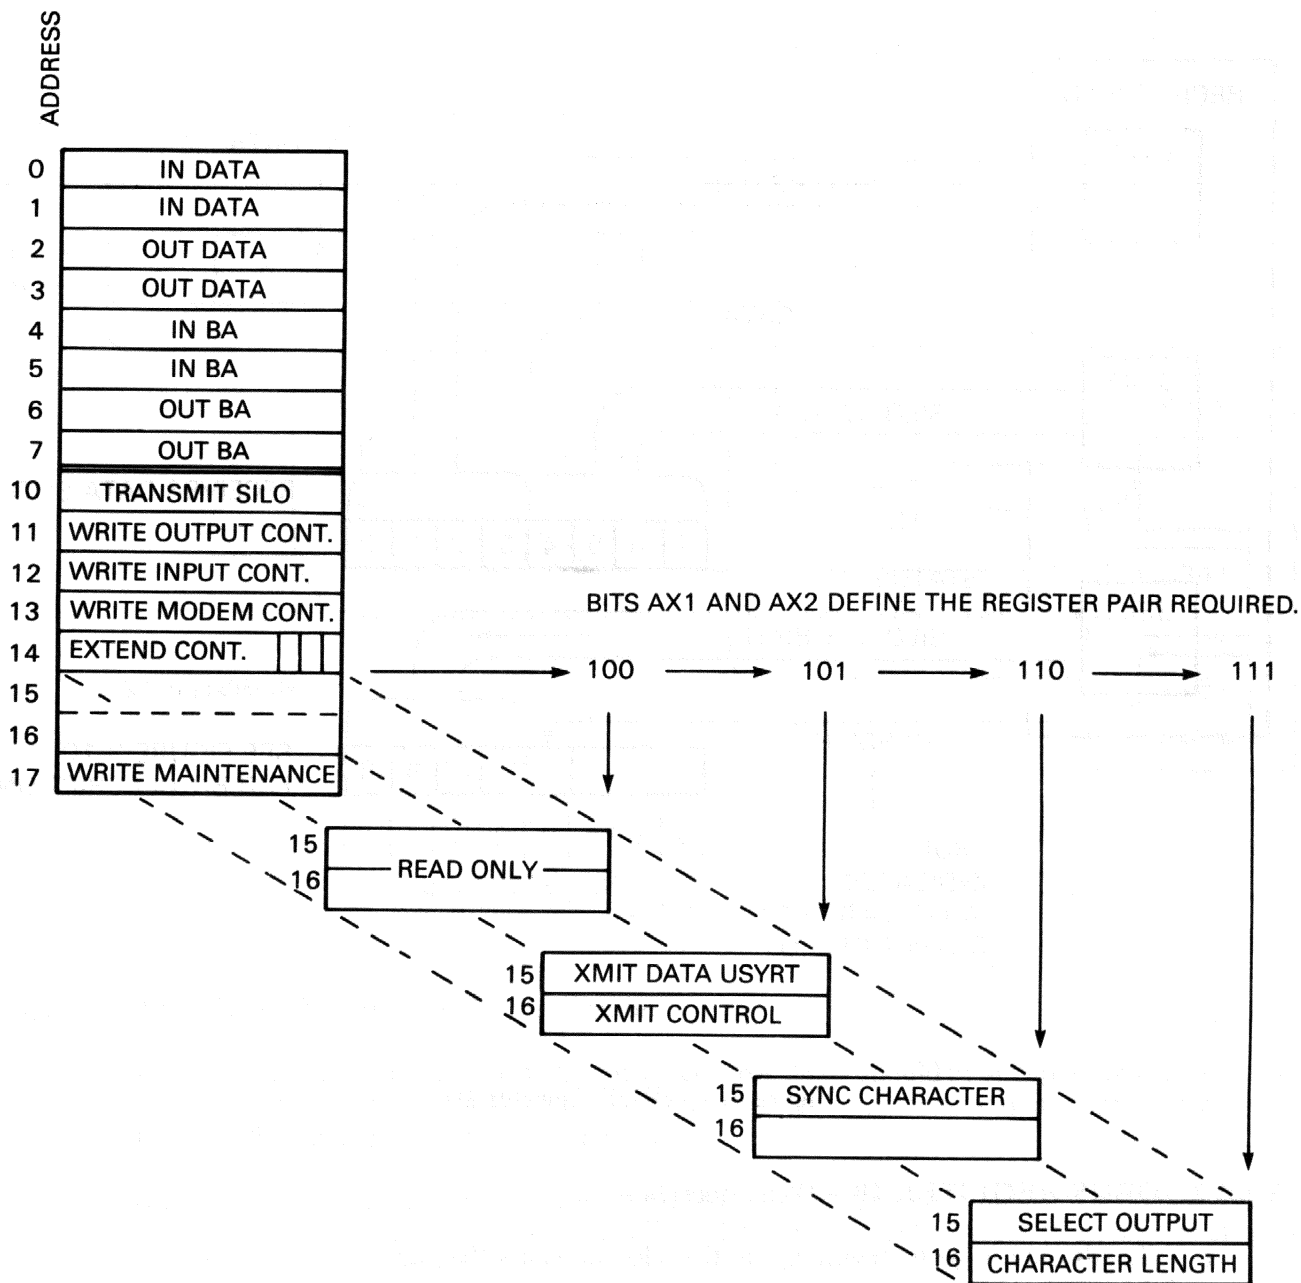 ADDRESS
0 IN DATA
1 IN DATA
2 OUT DATA
3 OUT DATA
4 IN BA
5 IN BA
6 OUT BA
7 OUT BA
10 TRANSMIT SILO
11 WRITE OUTPUT CONT.
12 WRITE INPUT CONT.
13 WRITE MODEM CONT.
BITS AX1 AND AX2 DEFINE THE REGISTER PAIR REQUIRED.
14 EXTEND CONT. 100 101 110 111
15
16
17 WRITE MAINTENANCE
15
READ ONLY
16
15 XMIT DATA USYRT
16 XMIT CONTROL
15 SYNC CHARACTER
16
15 SELECT OUTPUT
16 CHARACTER LENGTH